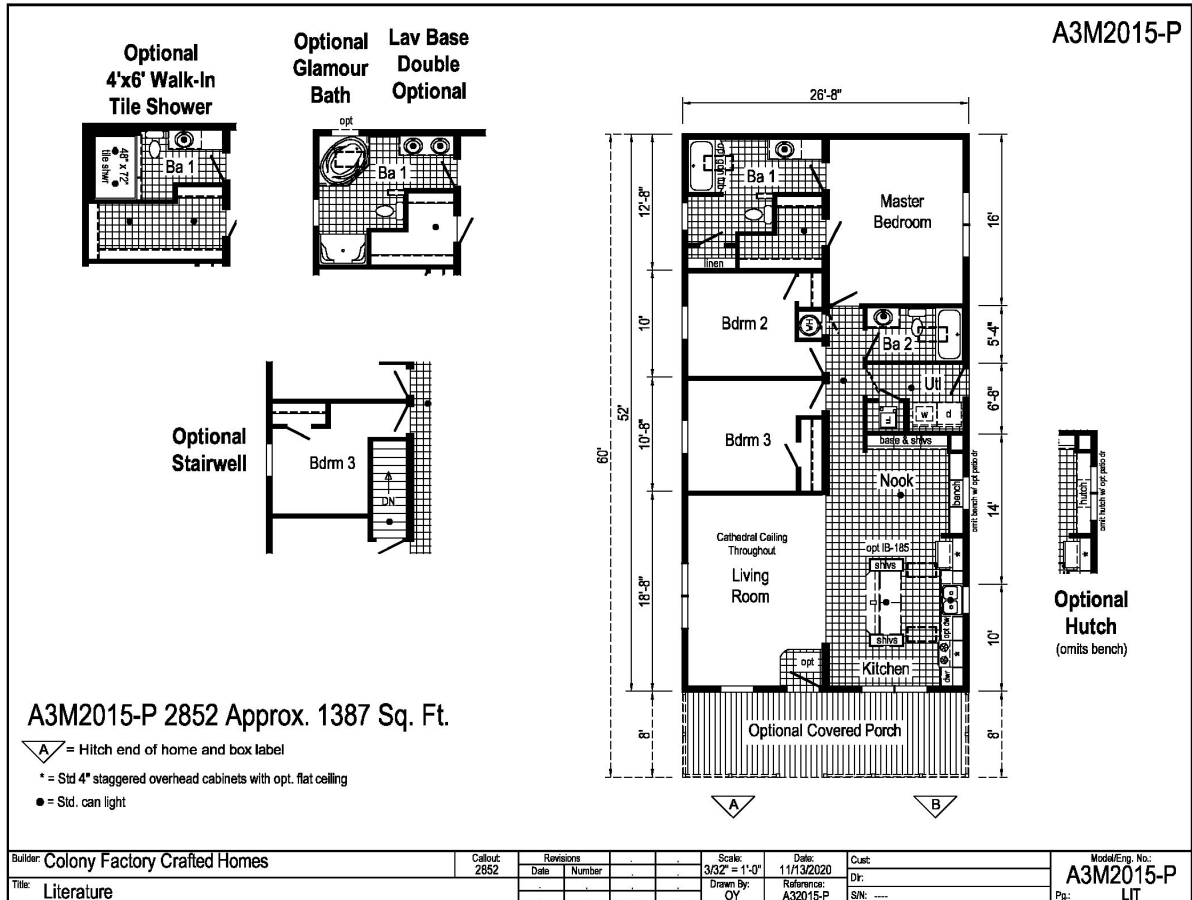 A3M2015-P
Optional
4'x6' Walk-In
Tile Shower
48" x 72"
tile shwr
Ba 1
Optional
Glamour
Bath
Lav Base
Double
Optional
opt
Ba 1
26'-8"
60'
52'
12'-8"
10'
10'-8"
18'-8"
8'
16'
5'-4"
6'-8"
14'
10'
8'
Ba 1
linen
Master
Bedroom
Bdrm 2
WH
Ba 2
Utl
F
w
d
Bdrm 3
base & shlvs
Nook
bench
omit bench w/ opt patio dr
Cathedral Ceiling
Throughout
Living
Room
opt IB-185
shlvs
*
shlvs
opt dw
*
dwr
opt
Kitchen
Optional Covered Porch
A
B
Optional
Stairwell
Bdrm 3
DN
hutch
omit hutch w/ opt patio dr
*
Optional
Hutch
(omits bench)
A3M2015-P 2852 Approx. 1387 Sq. Ft.
A = Hitch end of home and box label
* = Std 4" staggered overhead cabinets with opt. flat ceiling
● = Std. can light
Builder: Colony Factory Crafted Homes
Title: Literature
Callout:
2852
Revisions
Date Number
Scale:
3/32" = 1'-0"
Date:
11/13/2020
Drawn By:
OY
Reference:
A32015-P
Cust:
Dir:
S/N: ----
Model/Eng. No.:
A3M2015-P
Pg.: LIT